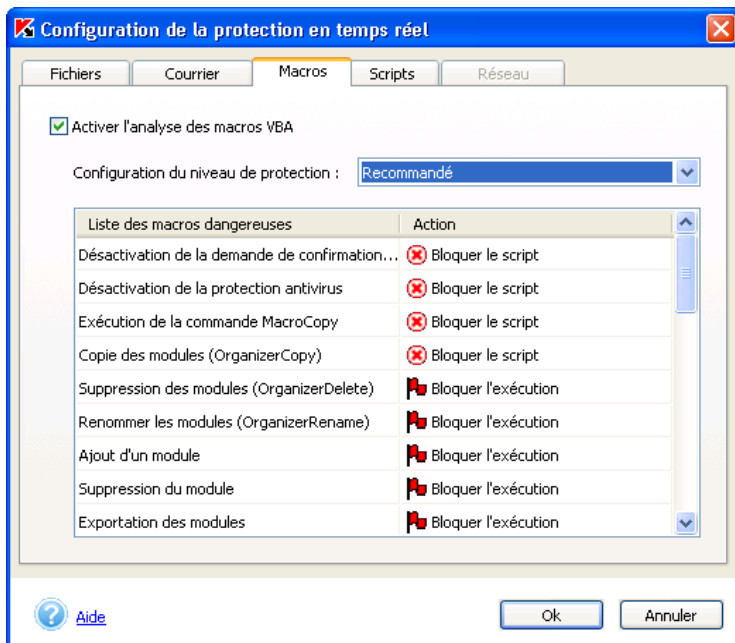 Configuration de la protection en temps réel
Fichiers Courrier Macros Scripts Réseau
Activer l'analyse des macros VBA
Configuration du niveau de protection : Recommandé
Liste des macros dangereuses Action
Désactivation de la demande de confirmation... Bloquer le script
Désactivation de la protection antivirus Bloquer le script
Exécution de la commande MacroCopy Bloquer le script
Copie des modules (OrganizerCopy) Bloquer le script
Suppression des modules (OrganizerDelete) Bloquer l'exécution
Renommer les modules (OrganizerRename) Bloquer l'exécution
Ajout d'un module Bloquer l'exécution
Suppression du module Bloquer l'exécution
Exportation des modules Bloquer l'exécution
Aide Ok Annuler